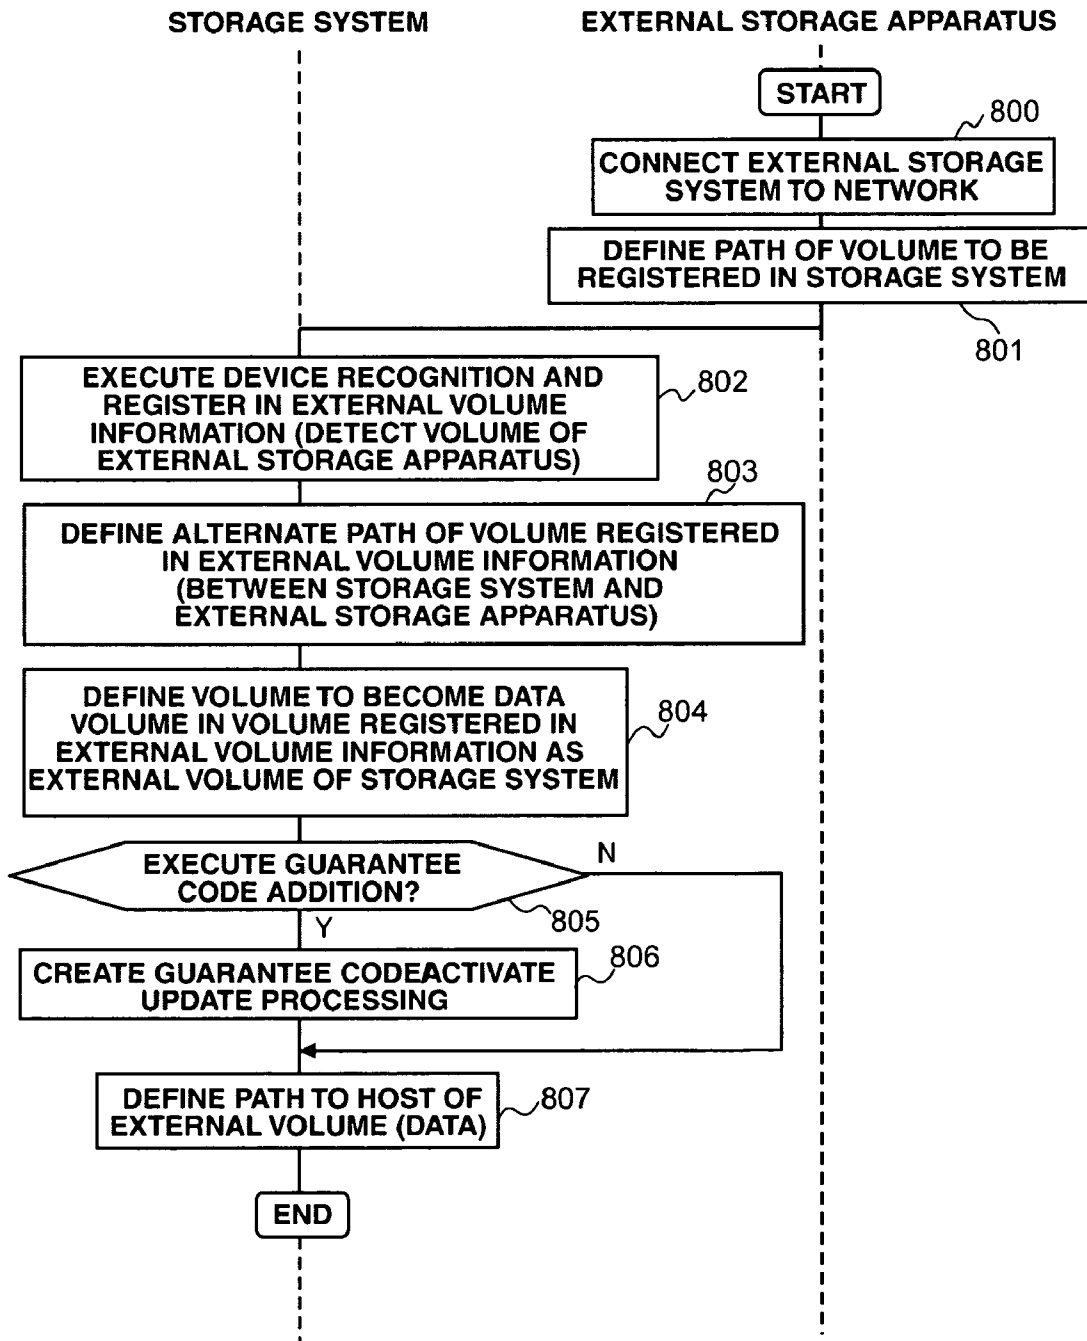 STORAGE SYSTEM
EXTERNAL STORAGE APPARATUS
START
800
CONNECT EXTERNAL STORAGE
SYSTEM TO NETWORK
DEFINE PATH OF VOLUME TO BE
REGISTERED IN STORAGE SYSTEM
801
EXECUTE DEVICE RECOGNITION AND
REGISTER IN EXTERNAL VOLUME
INFORMATION (DETECT VOLUME OF
EXTERNAL STORAGE APPARATUS)
802
803
DEFINE ALTERNATE PATH OF VOLUME REGISTERED
IN EXTERNAL VOLUME INFORMATION
(BETWEEN STORAGE SYSTEM AND
EXTERNAL STORAGE APPARATUS)
DEFINE VOLUME TO BECOME DATA
VOLUME IN VOLUME REGISTERED IN
EXTERNAL VOLUME INFORMATION AS
EXTERNAL VOLUME OF STORAGE SYSTEM
804
EXECUTE GUARANTEE
CODE ADDITION?
N
805
Y
CREATE GUARANTEE CODEACTIVATE
UPDATE PROCESSING
806
DEFINE PATH TO HOST OF
EXTERNAL VOLUME (DATA)
807
END